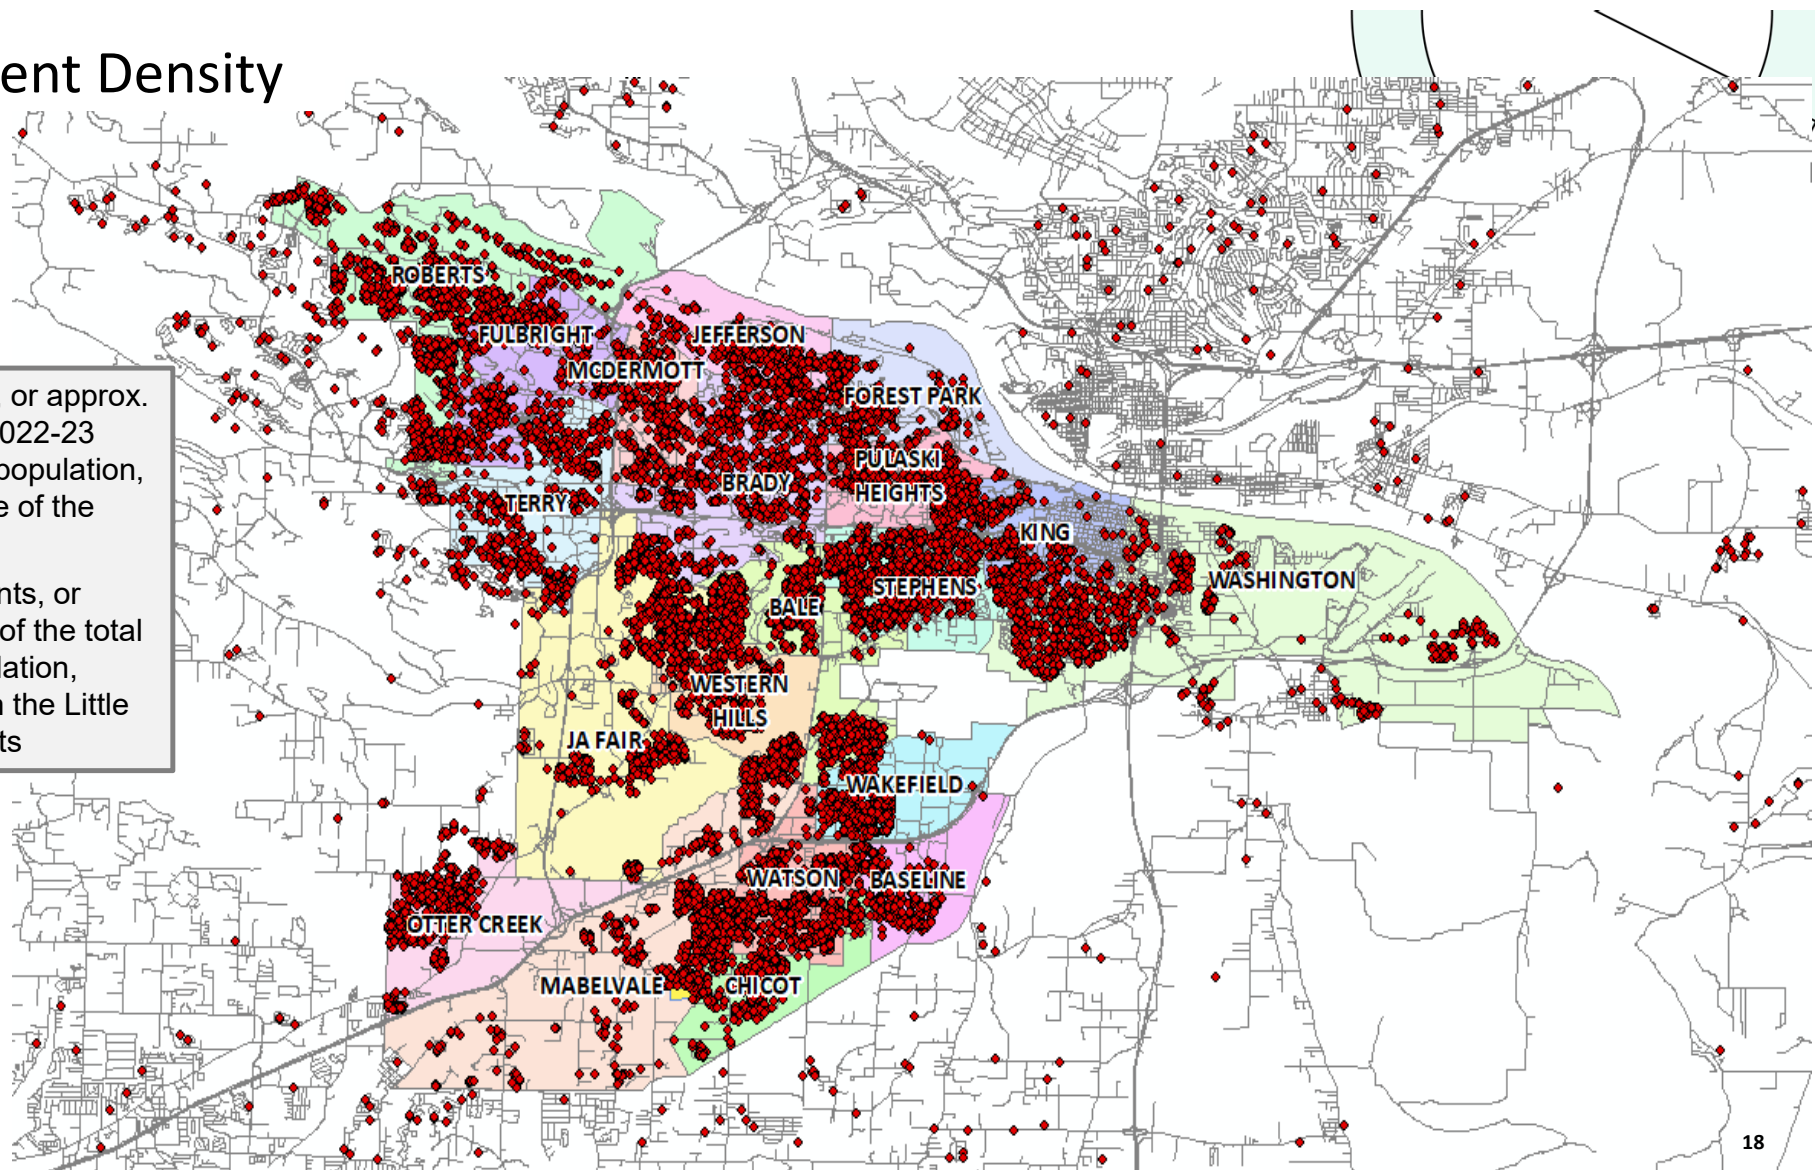 ent Density
or approx.
022-23
population,
e of the
nts, or
of the total
lation,
n the Little
ts
ROBERTS
FULBRIGHT
JEFFERSON
MCDERMOTT
FOREST PARK
PULASKI
HEIGHTS
BRADY
TERRY
KING
WASHINGTON
STEPHENS
BALE
WESTERN
HILLS
JA FAIR
WAKEFIELD
WATSON
BASELINE
OTTER CREEK
MABELVALE
CHICOT
18